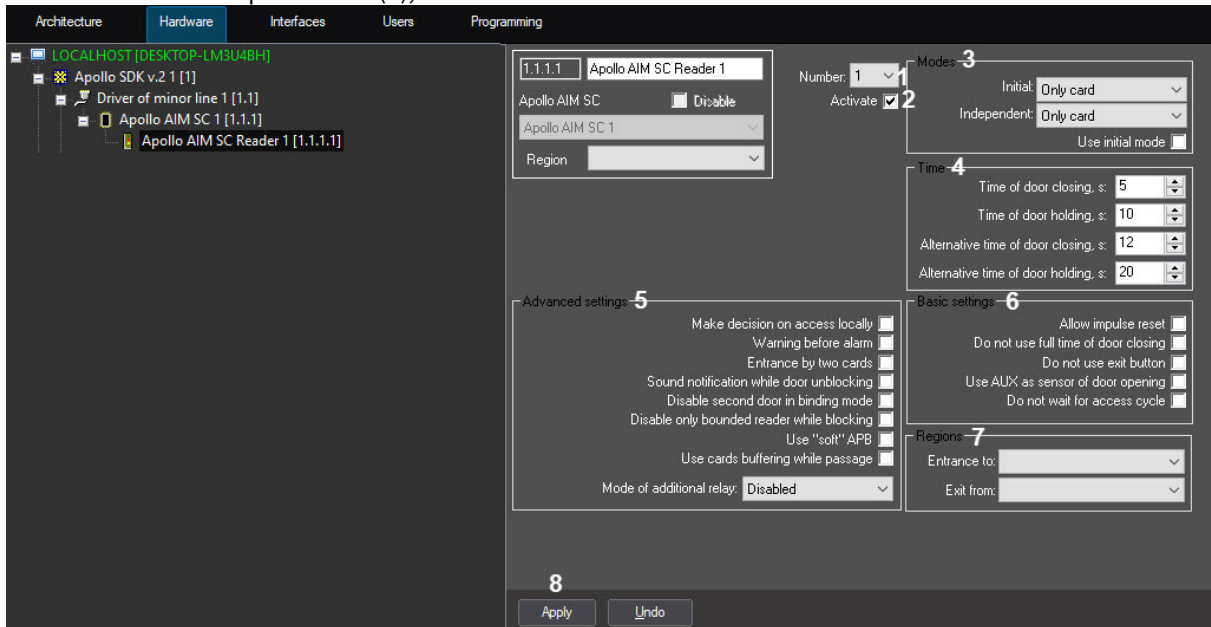 Architecture Hardware Interfaces Users Programming
LOCALHOST [DESKTOP-LM3U4BH]
Apollo SDK v.2 1 [1]
Driver of minor line 1 [1.1]
Apollo AIM SC 1 [1.1.1]
Apollo AIM SC Reader 1 [1.1.1.1]
1.1.1.1 Apollo AIM SC Reader 1
Apollo AIM SC Disable
Apollo AIM SC 1
Region
Number: 1 1
Activate 2
Modes 3
Initial: Only card
Independent: Only card
Use initial mode
Time 4
Time of door closing, s: 5
Time of door holding, s: 10
Alternative time of door closing, s: 12
Alternative time of door holding, s: 20
Advanced settings 5
Make decision on access locally
Warning before alarm
Entrance by two cards
Sound notification while door unblocking
Disable second door in binding mode
Disable only bounded reader while blocking
Use "soft" APB
Use cards buffering while passage
Mode of additional relay: Disabled
Basic settings 6
Allow impulse reset
Do not use full time of door closing
Do not use exit button
Use AUX as sensor of door opening
Do not wait for access cycle
Regions 7
Entrance to:
Exit from:
8
Apply Undo